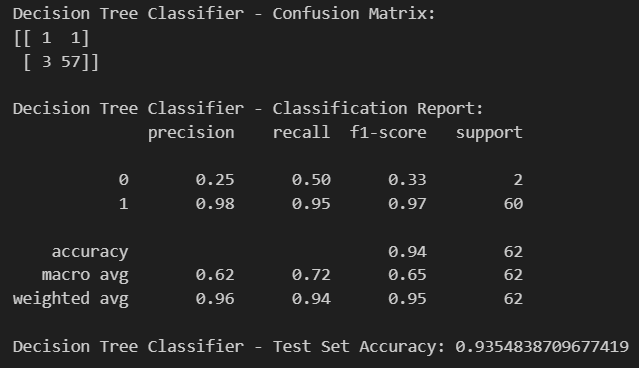 Decision Tree Classifier - Confusion Matrix:
[[ 1  1]
 [ 3 57]]
Decision Tree Classifier - Classification Report:
              precision    recall  f1-score   support
           0       0.25      0.50      0.33         2
           1       0.98      0.95      0.97        60
    accuracy                           0.94        62
   macro avg       0.62      0.72      0.65        62
weighted avg       0.96      0.94      0.95        62
Decision Tree Classifier - Test Set Accuracy: 0.9354838709677419